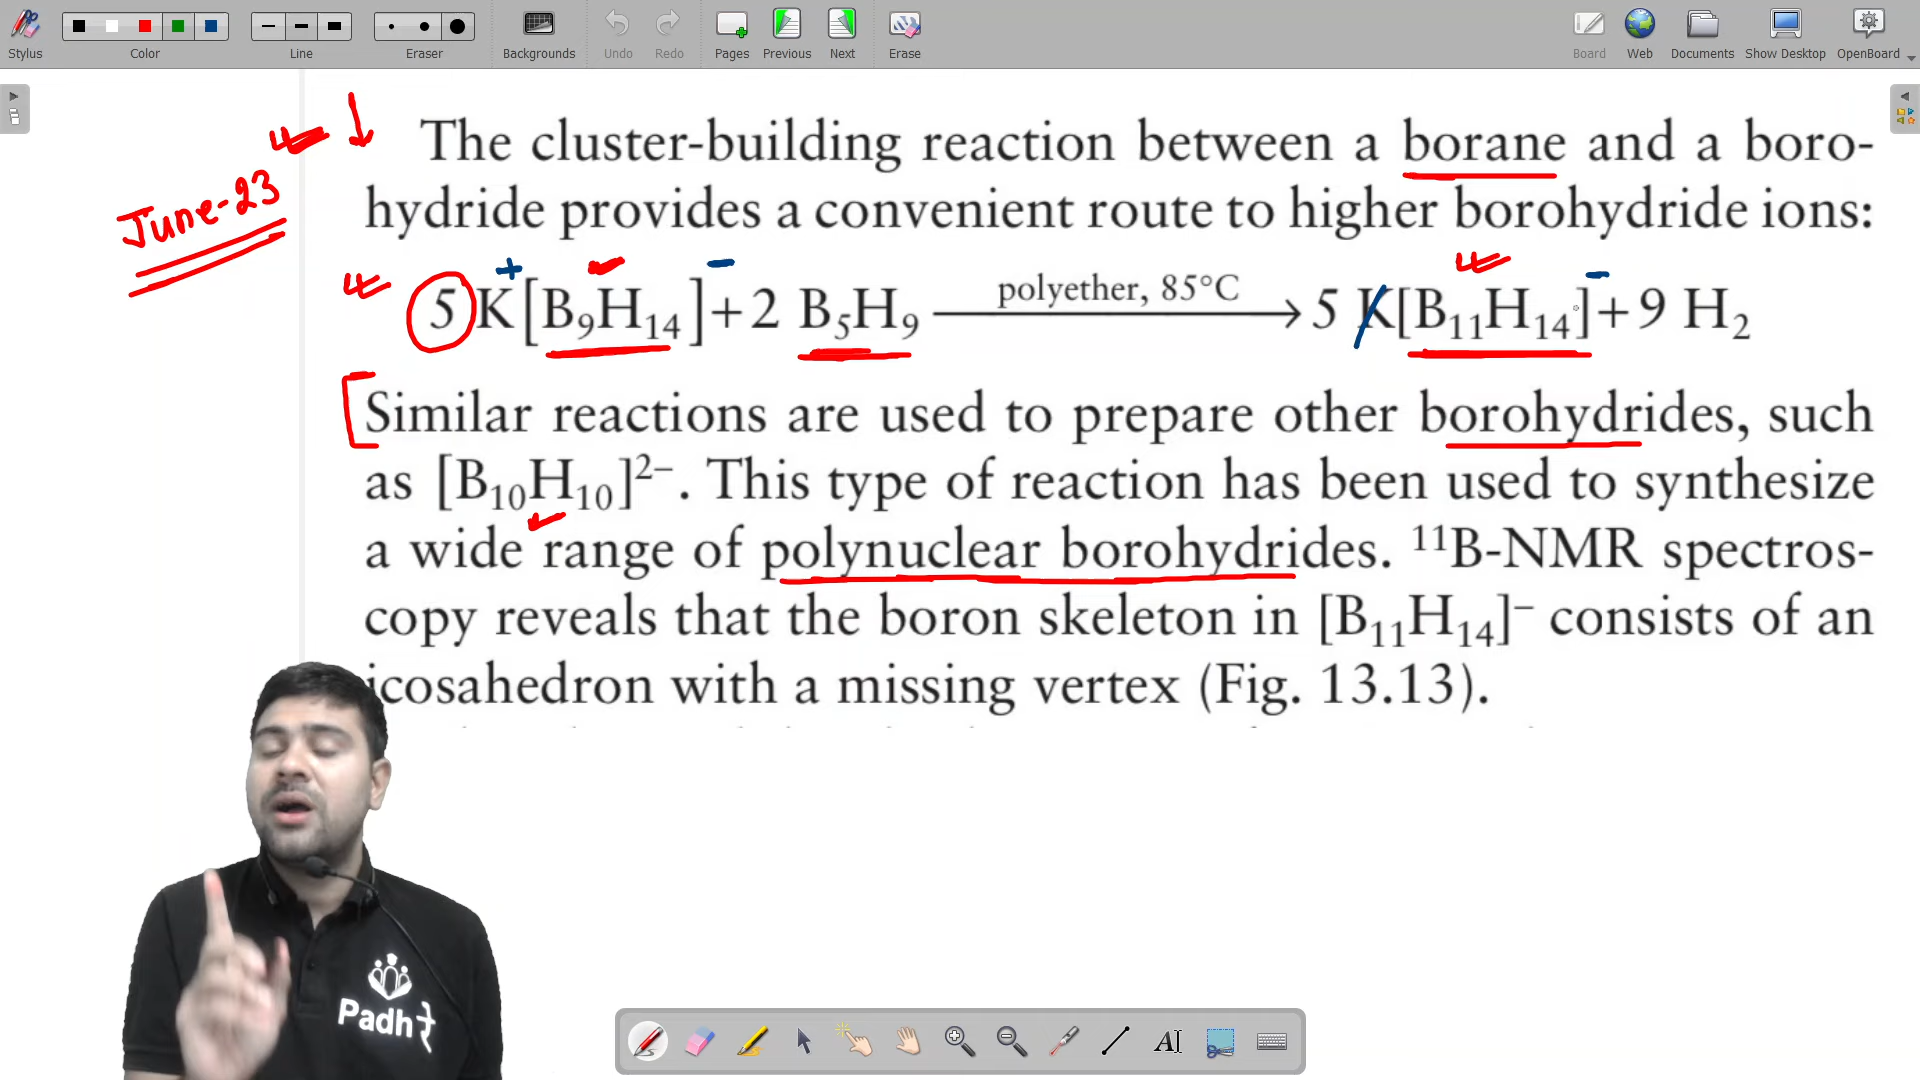 Stylus Color Line Eraser Backgrounds Undo Redo Pages Previous Next Erase Board Web Documents Show Desktop OpenBoard
The cluster-building reaction between a borane and a boro-
June-23
hydride provides a convenient route to higher borohydride ions:
+ - -
5 K[B₉H₁₄] + 2 B₅H₉ polyether, 85°C → 5 K[B₁₁H₁₄] + 9 H₂
Similar reactions are used to prepare other borohydrides, such
as [B₁₀H₁₀]²⁻. This type of reaction has been used to synthesize
a wide range of polynuclear borohydrides. ¹¹B-NMR spectros-
copy reveals that the boron skeleton in [B₁₁H₁₄]⁻ consists of an
icosahedron with a missing vertex (Fig. 13.13).
Padhरे
AI